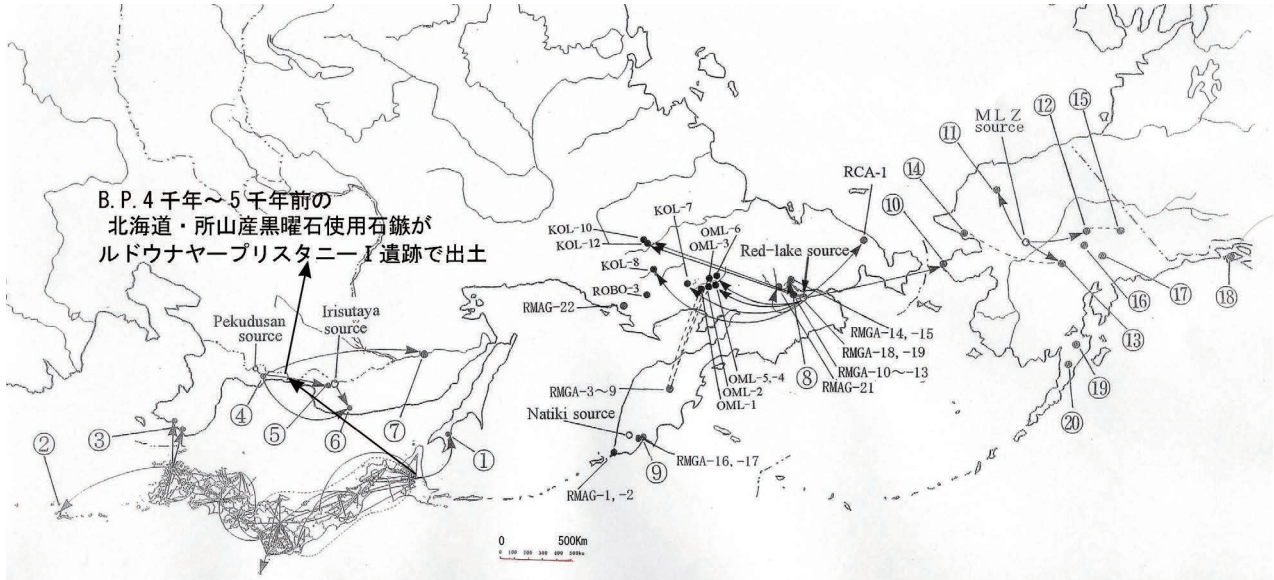 B.P.4千年～5千年前の
北海道・所山産黒曜石使用石鏃が
ルドウナヤープリスタニーⅠ遺跡で出土
Pekudusan
source
Irisutaya
source
④
⑤
⑥
⑦
③
②
①
KOL-7
KOL-10
KOL-12
OML-6
OML-3
KOL-8
ROBO-3
RMAG-22
Red-lake source
RCA-1
RMGA-14, -15
RMGA-18, -19
RMGA-10～-13
RMAG-21
⑧
OML-5,-4
OML-2
OML-1
RMGA-3～9
Natiki source
⑨
RMGA-16, -17
RMAG-1, -2
⑩
⑭
⑪
MLZ
source
⑫
⑮
⑯
⑰
⑱
⑬
⑲
⑳
0 500Km
0 100 200 300 400 500km